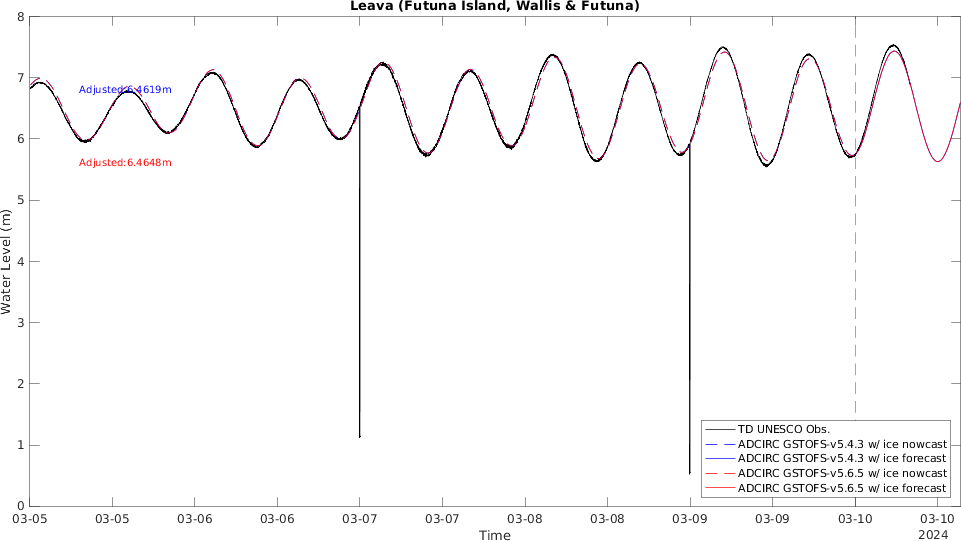 Leava (Futuna Island, Wallis & Futuna)
8
7
6
5
4
3
2
1
0
Water Level (m)
Adjusted:6.4619m
Adjusted:6.4648m
TD UNESCO Obs.
ADCIRC GSTOFS-v5.4.3 w/ ice nowcast
ADCIRC GSTOFS-v5.4.3 w/ ice forecast
ADCIRC GSTOFS-v5.6.5 w/ ice nowcast
ADCIRC GSTOFS-v5.6.5 w/ ice forecast
03-05 03-05 03-06 03-06 03-07 03-07 03-08 03-08 03-09 03-09 03-10 03-10
Time 2024